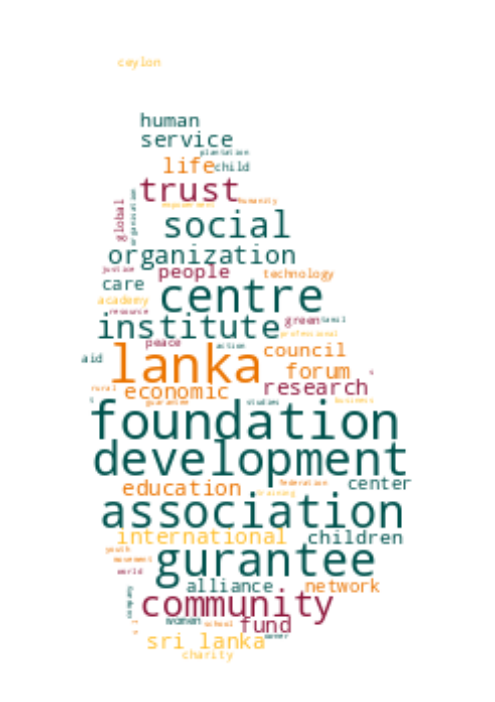 ceylon
human
service
plantation
life child
trust
empowerment humanity
global
organisation
social
organization
justice people technology
care
academy
centre
resource
institute green tamil
professional
peace action
lanka council
aid
forum
rural economic research
guarantee studies business
foundation
development
federation
education training center
association
international children
youth
gurantee
movement
world
alliance network
company
community
women school fund
sri lanka career
charity